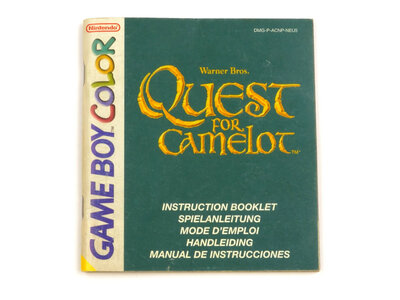 Nintendo
DMG-P-ACNP-NEU5
GAME BOY COLOR
Warner Bros.
QUEST
FOR
CAMELOT
TM
INSTRUCTION BOOKLET
SPIELANLEITUNG
MODE D'EMPLOI
HANDLEIDING
MANUAL DE INSTRUCCIONES